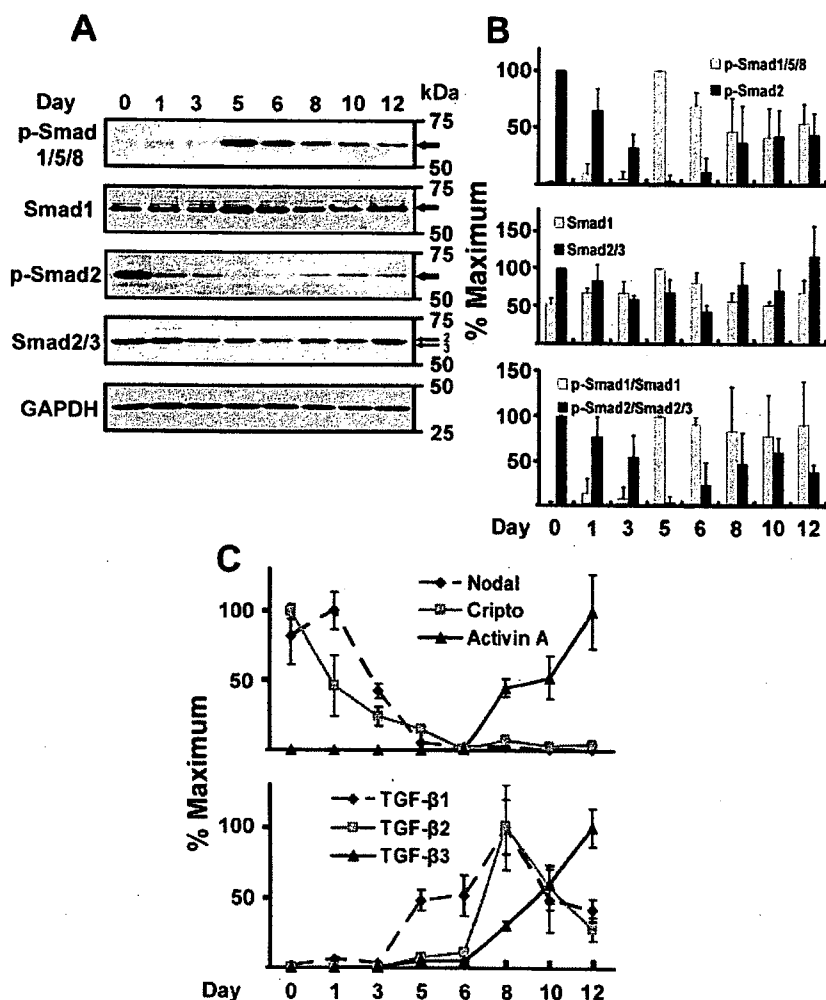 A
Day 0 1 3 5 6 8 10 12 kDa
p-Smad
1/5/8
75
50
Smad1
75
50
p-Smad2
75
50
Smad2/3
75
2
3
50
GAPDH
50
25
B
% Maximum
100
50
p-Smad1/5/8
p-Smad2
150
100
50
Smad1
Smad2/3
150
100
50
p-Smad1/Smad1
p-Smad2/Smad2/3
Day 0 1 3 5 6 8 10 12
C
% Maximum
100
50
Nodal
Cripto
Activin A
100
50
TGF-β1
TGF-β2
TGF-β3
Day 0 1 3 5 6 8 10 12